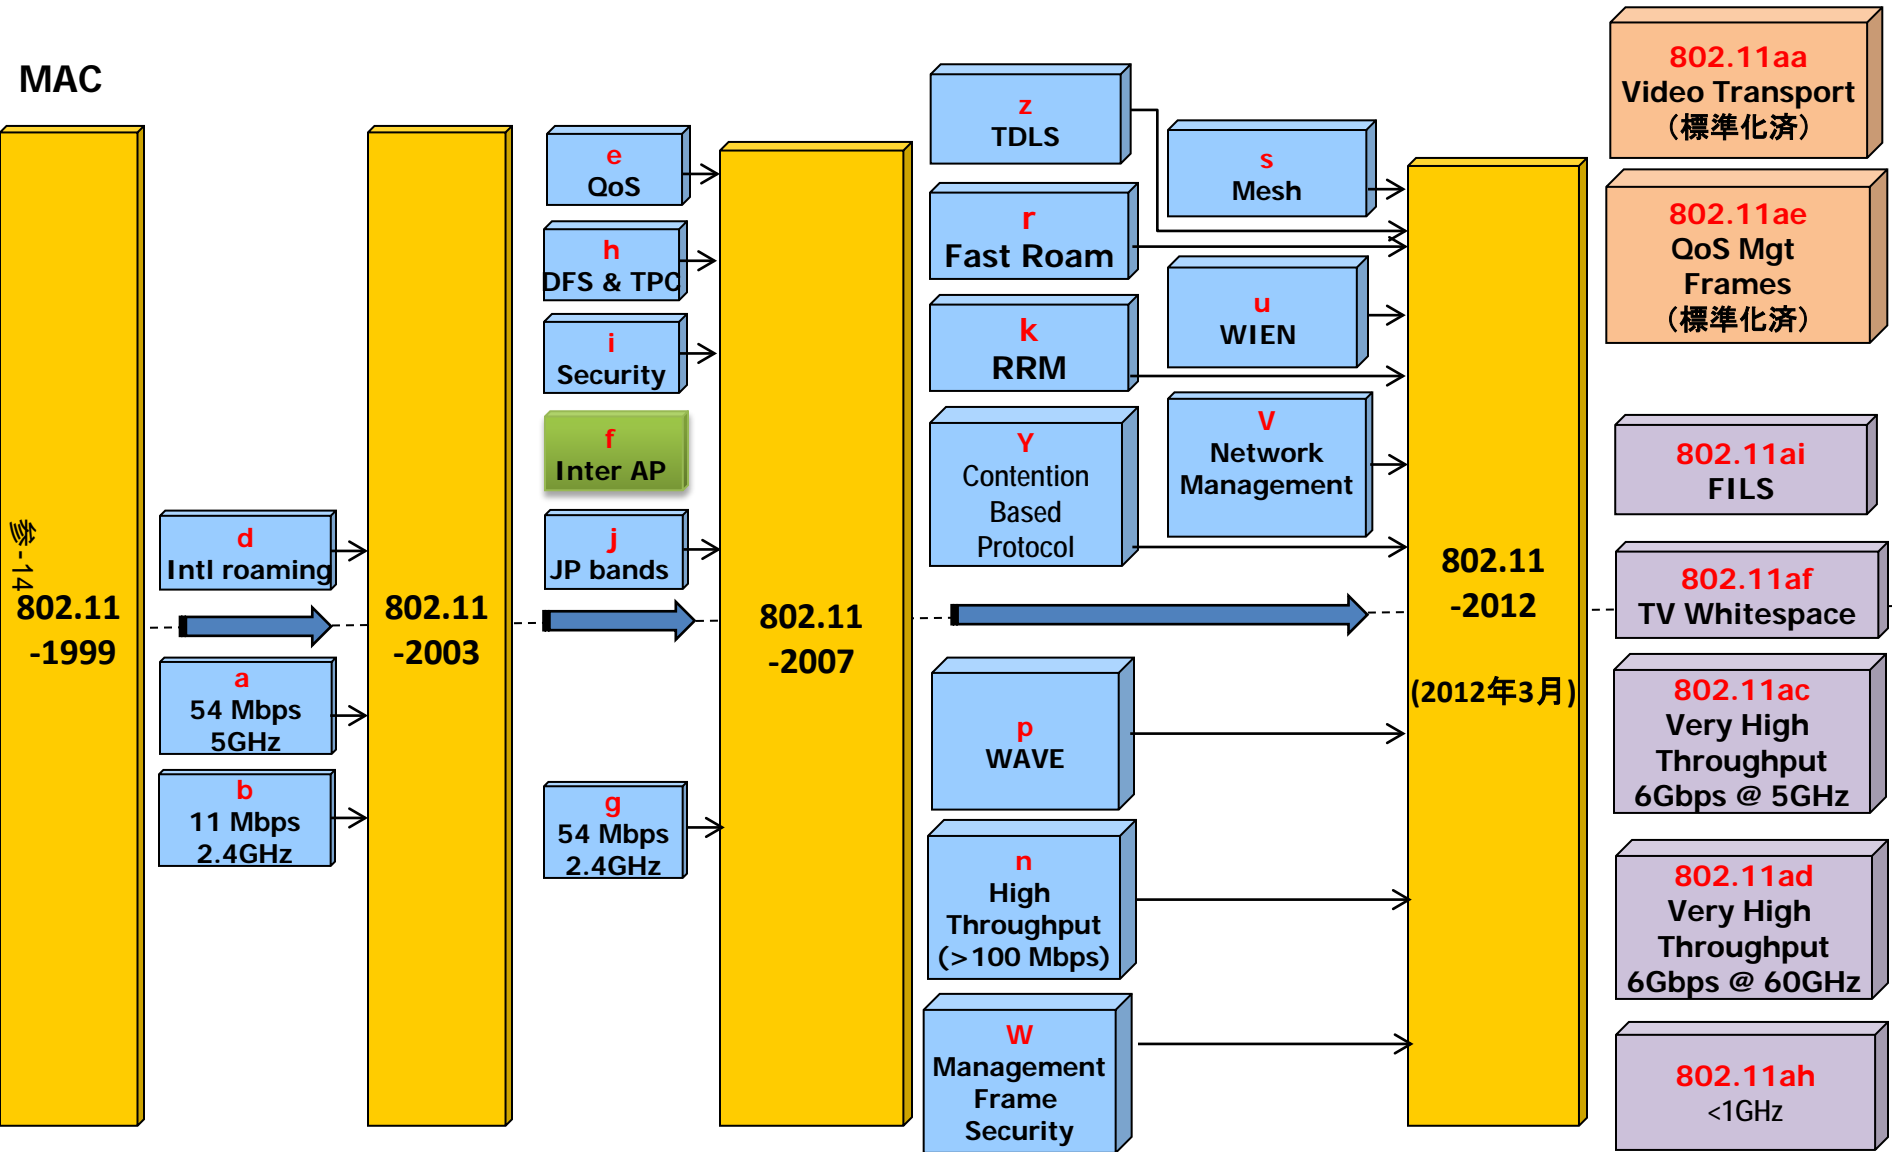 MAC
参-14
802.11
-1999
d
Intl roaming
a
54 Mbps
5GHz
b
11 Mbps
2.4GHz
802.11
-2003
e
QoS
h
DFS & TPC
i
Security
f
Inter AP
j
JP bands
g
54 Mbps
2.4GHz
802.11
-2007
z
TDLS
r
Fast Roam
k
RRM
Y
Contention
Based
Protocol
s
Mesh
u
WIEN
V
Network
Management
p
WAVE
n
High
Throughput
(>100 Mbps)
W
Management
Frame
Security
802.11
-2012
(2012年3月)
802.11aa
Video Transport
（標準化済）
802.11ae
QoS Mgt
Frames
（標準化済）
802.11ai
FILS
802.11af
TV Whitespace
802.11ac
Very High
Throughput
6Gbps @ 5GHz
802.11ad
Very High
Throughput
6Gbps @ 60GHz
802.11ah
<1GHz